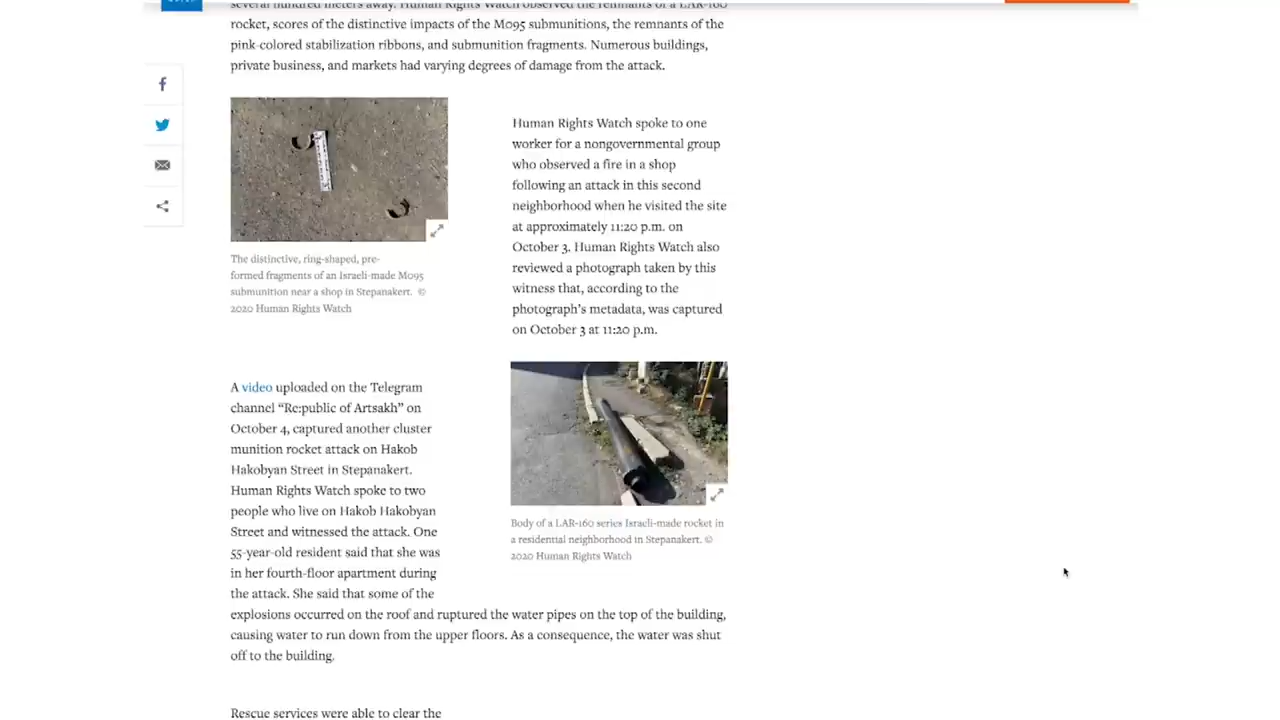 several hundred meters away. Human Rights Watch observed the remnants of a LAR-160
rocket, scores of the distinctive impacts of the M095 submunitions, the remnants of the
pink-colored stabilization ribbons, and submunition fragments. Numerous buildings,
private business, and markets had varying degrees of damage from the attack.
The distinctive, ring-shaped, pre-
formed fragments of an Israeli-made M095
submunition near a shop in Stepanakert. ©
2020 Human Rights Watch
Human Rights Watch spoke to one
worker for a nongovernmental group
who observed a fire in a shop
following an attack in this second
neighborhood when he visited the site
at approximately 11:20 p.m. on
October 3. Human Rights Watch also
reviewed a photograph taken by this
witness that, according to the
photograph's metadata, was captured
on October 3 at 11:20 p.m.
A video uploaded on the Telegram
channel “Re:public of Artsakh” on
October 4, captured another cluster
munition rocket attack on Hakob
Hakobyan Street in Stepanakert.
Human Rights Watch spoke to two
people who live on Hakob Hakobyan
Street and witnessed the attack. One
55-year-old resident said that she was
in her fourth-floor apartment during
the attack. She said that some of the
explosions occurred on the roof and ruptured the water pipes on the top of the building,
causing water to run down from the upper floors. As a consequence, the water was shut
off to the building.
Body of a LAR-160 series Israeli-made rocket in
a residential neighborhood in Stepanakert. ©
2020 Human Rights Watch
Rescue services were able to clear the